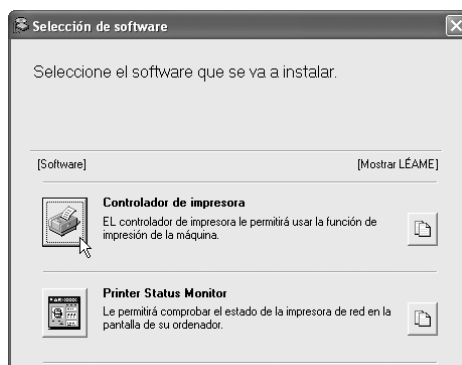 Selección de software
Seleccione el software que se va a instalar.
[Software] [Mostrar LÉAME]
Controlador de impresora
EL controlador de impresora le permitirá usar la función de
impresión de la máquina.
Printer Status Monitor
Le permitirá comprobar el estado de la impresora de red en la
pantalla de su ordenador.